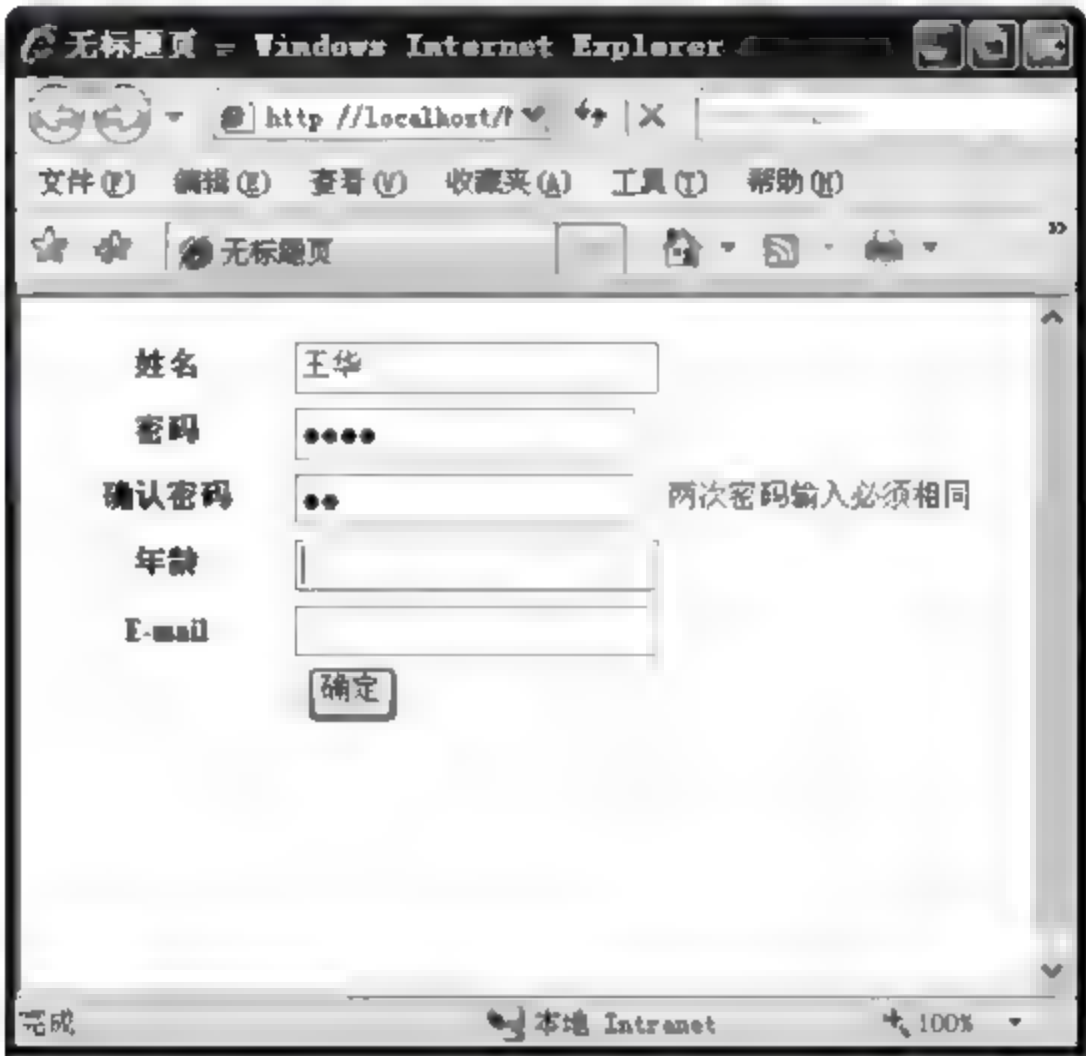 无标题页 - Windows Internet Explorer
http://localhost/
文件(F) 编辑(E) 查看(V) 收藏夹(A) 工具(T) 帮助(H)
无标题页
姓名 王华
密码 ●●●●
确认密码 ●● 两次密码输入必须相同
年龄
E-mail
确定
完成 本地 Intranet 100%